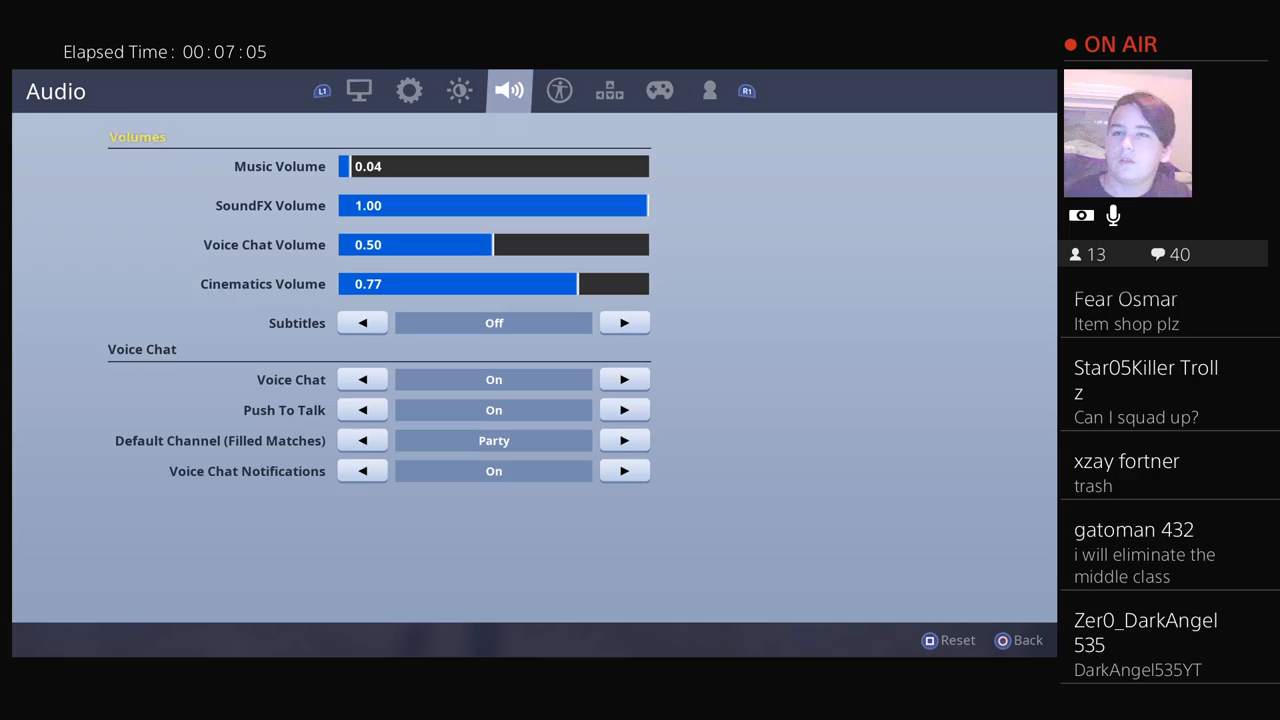 Elapsed Time: 00:07:05
ON AIR
Audio
L1
R1
Volumes
Music Volume 0.04
SoundFX Volume 1.00
Voice Chat Volume 0.50
Cinematics Volume 0.77
Subtitles Off
Voice Chat
Voice Chat On
Push To Talk On
Default Channel (Filled Matches) Party
Voice Chat Notifications On
Reset Back
13 40
Fear Osmar
Item shop plz
Star05Killer Troll
z
Can I squad up?
xzay fortner
trash
gatoman 432
i will eliminate the
middle class
Zer0_DarkAngel
535
DarkAngel535YT